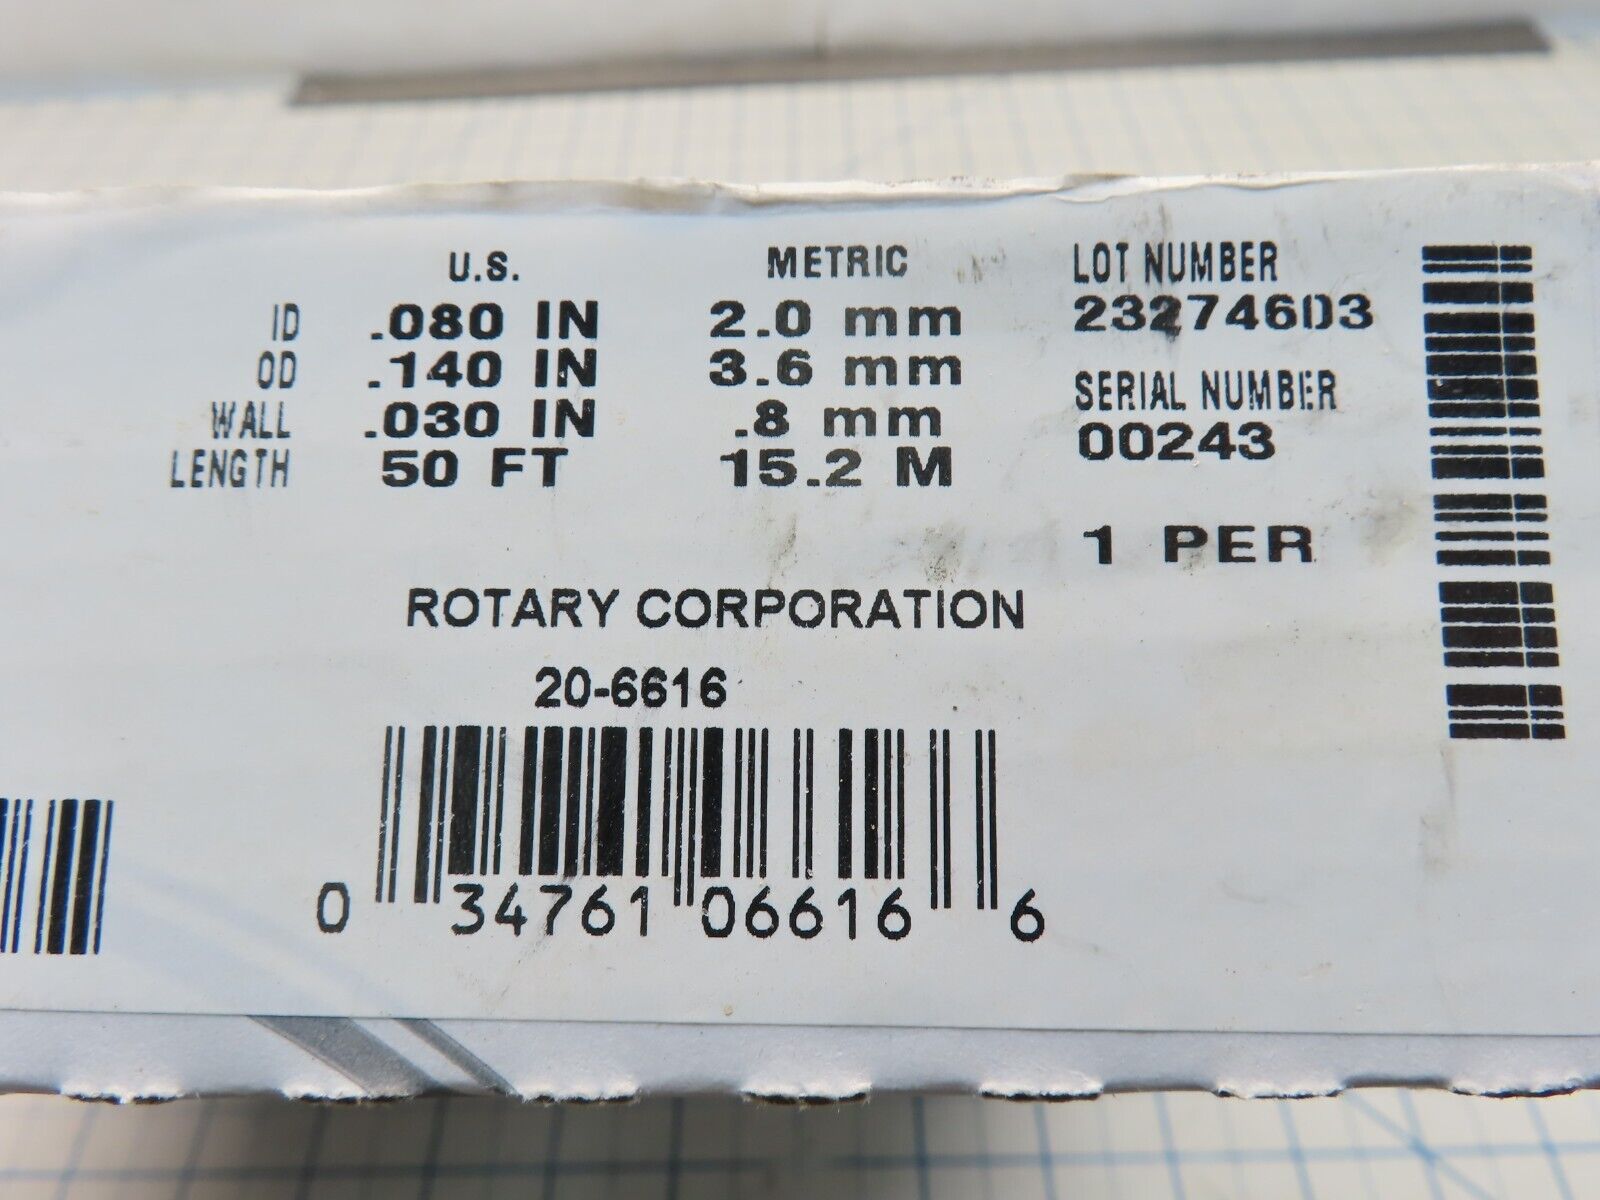 U.S. METRIC
ID .080 IN 2.0 mm
OD .140 IN 3.6 mm
WALL .030 IN .8 mm
LENGTH 50 FT 15.2 M
LOT NUMBER
23274603
SERIAL NUMBER
00243
1 PER
ROTARY CORPORATION
20-6616
0 34761 06616 6